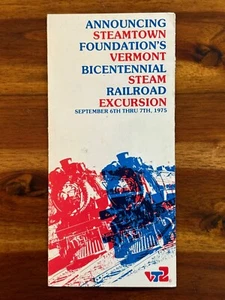 ANNOUNCING
STEAMTOWN
FOUNDATION'S
VERMONT
BICENTENNIAL
STEAM
RAILROAD
EXCURSION
SEPTEMBER 6TH THRU 7TH, 1975